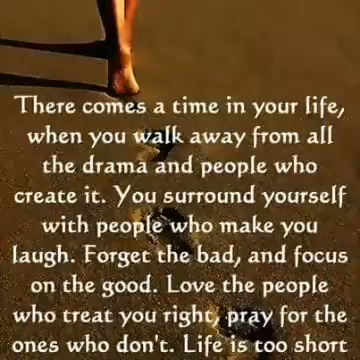 There comes a time in your life,
when you walk away from all
the drama and people who
create it. You surround yourself
with people who make you
laugh. Forget the bad, and focus
on the good. Love the people
who treat you right, pray for the
ones who don't. Life is too short